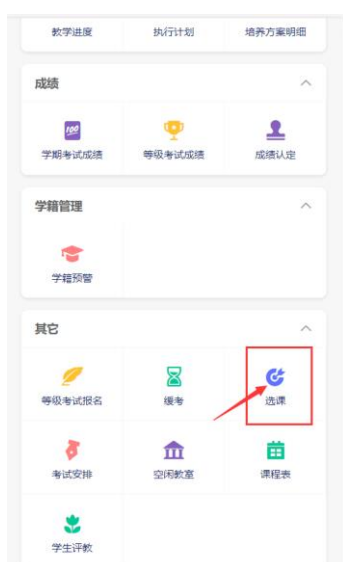 教学进度 执行计划 培养方案明细
成绩
100
学期考试成绩 等级考试成绩 成绩认定
学籍管理
学籍预警
其它
等级考试报名 缓考 选课
考试安排 空闲教室 课程表
学生评教